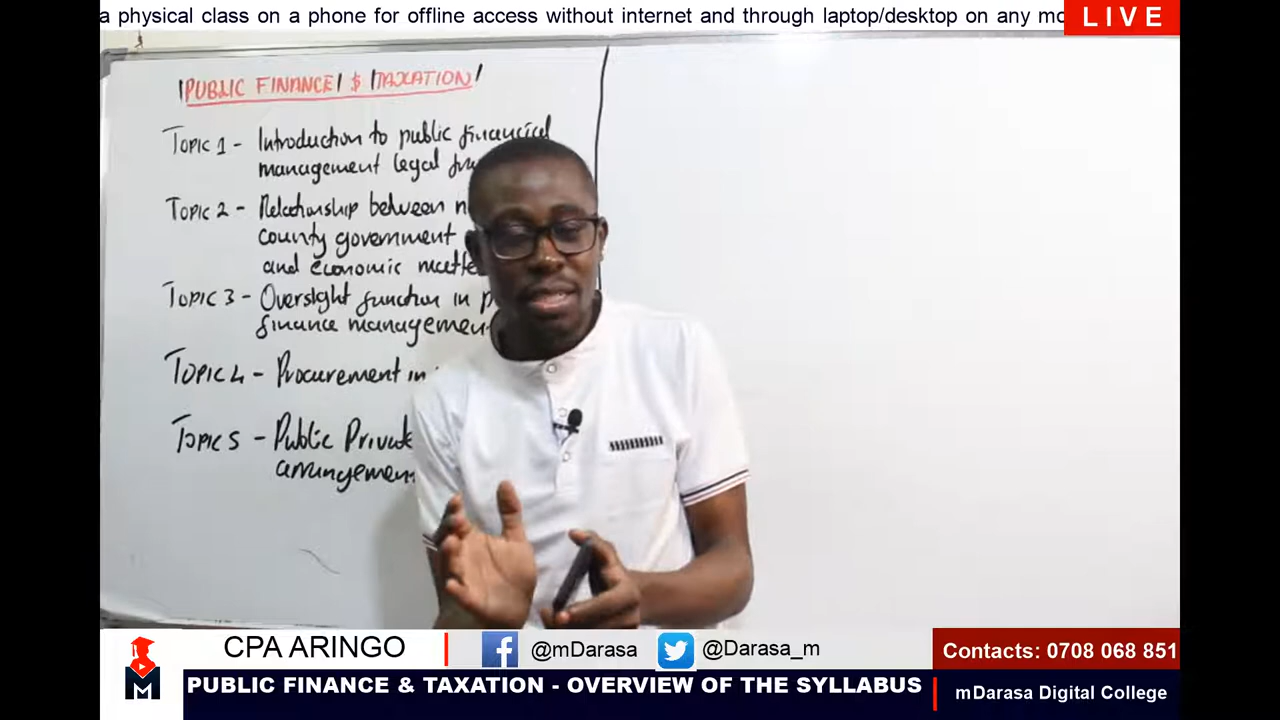 a physical class on a phone for offline access without internet and through laptop/desktop on any mo
LIVE
PUBLIC FINANCE & TAXATION
TOPIC 1 - Introduction to public financial
management legal
TOPIC 2 - Relationship between
county government
and economic
TOPIC 3 - Oversight function in
finance management
TOPIC 4 - Procurement in
TOPIC 5 - Public Private
arrangement
CPA ARINGO
@mDarasa
@Darasa_m
Contacts: 0708 068 851
PUBLIC FINANCE & TAXATION - OVERVIEW OF THE SYLLABUS
mDarasa Digital College